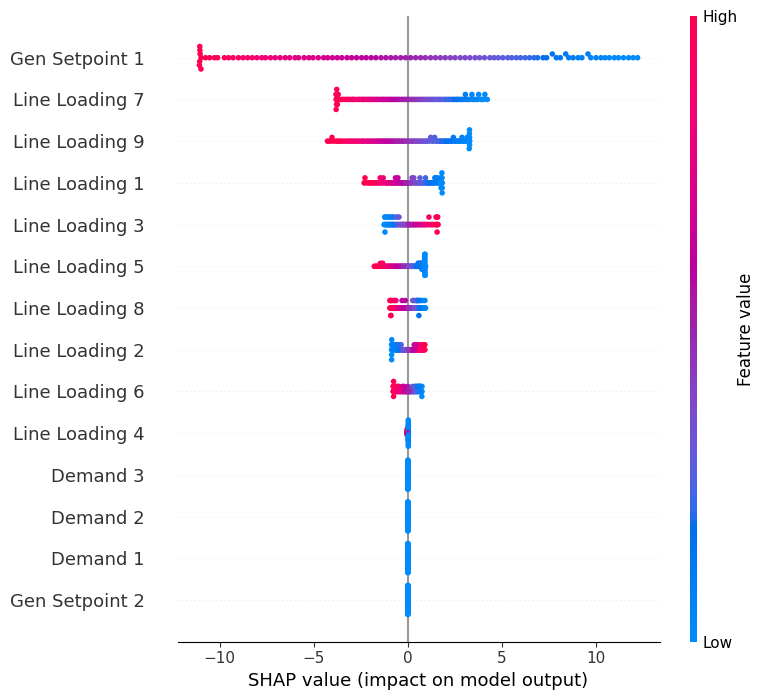 High
Gen Setpoint 1
Line Loading 7
Line Loading 9
Line Loading 1
Line Loading 3
Line Loading 5
Line Loading 8
Line Loading 2
Line Loading 6
Line Loading 4
Demand 3
Demand 2
Demand 1
Gen Setpoint 2
Feature value
Low
−10 −5 0 5 10
SHAP value (impact on model output)